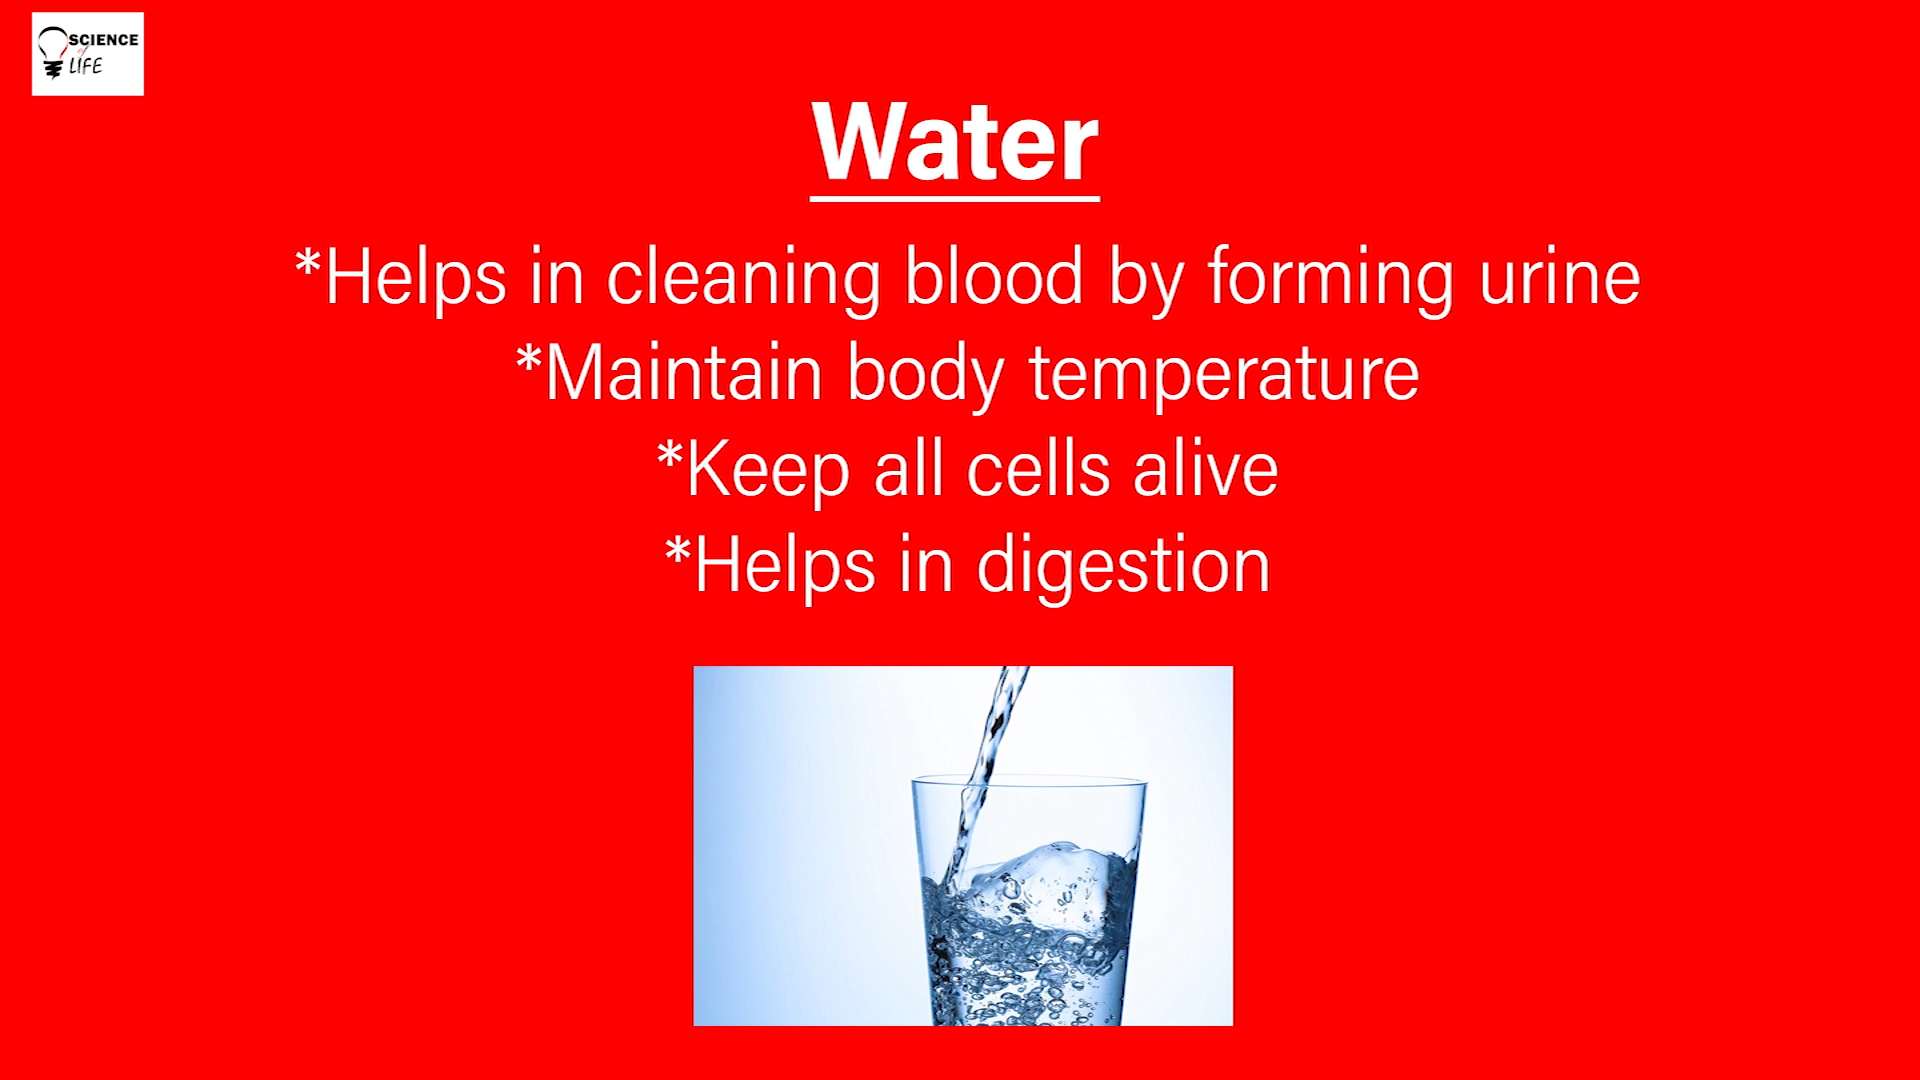 SCIENCE
of
LIFE
Water
*Helps in cleaning blood by forming urine
*Maintain body temperature
*Keep all cells alive
*Helps in digestion